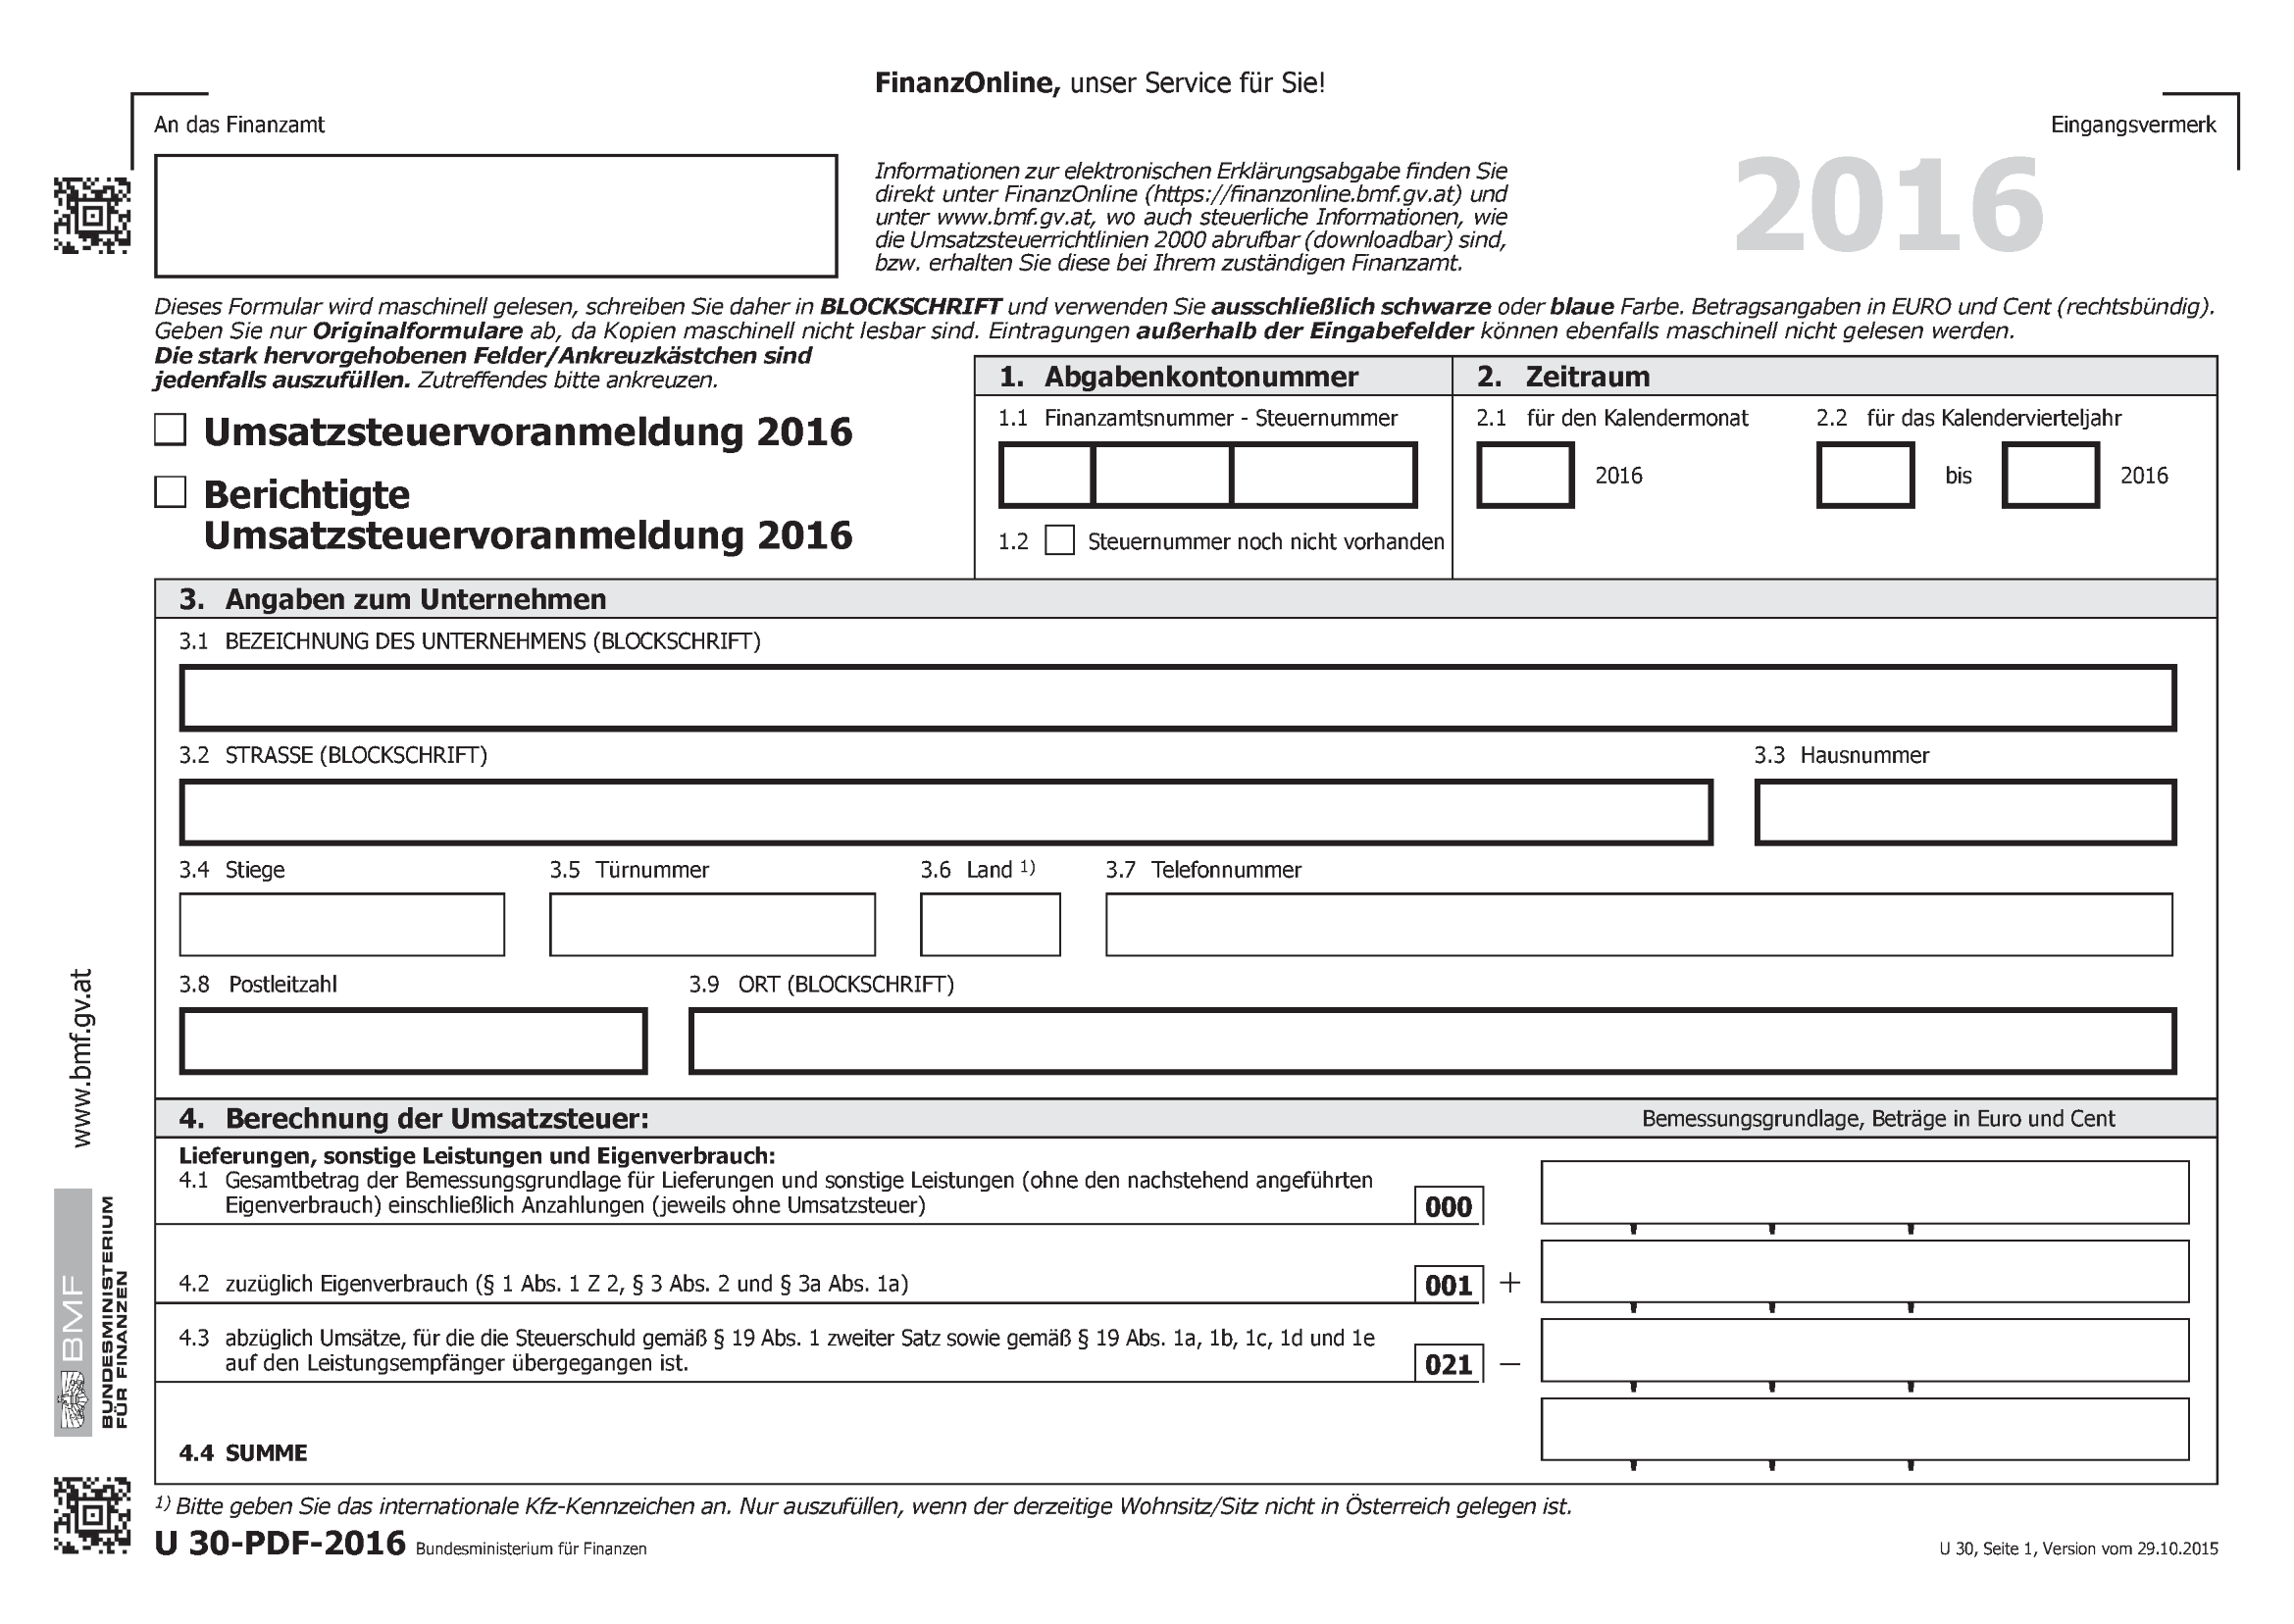 FinanzOnline, unser Service für Sie!
An das Finanzamt
Eingangsvermerk
Informationen zur elektronischen Erklärungsabgabe finden Sie
direkt unter FinanzOnline (https://finanzonline.bmf.gv.at) und
unter www.bmf.gv.at, wo auch steuerliche Informationen, wie
die Umsatzsteuerrichtlinien 2000 abrufbar (downloadbar) sind,
bzw. erhalten Sie diese bei Ihrem zuständigen Finanzamt.
2016
Dieses Formular wird maschinell gelesen, schreiben Sie daher in BLOCKSCHRIFT und verwenden Sie ausschließlich schwarze oder blaue Farbe. Betragsangaben in EURO und Cent (rechtsbündig).
Geben Sie nur Originalformulare ab, da Kopien maschinell nicht lesbar sind. Eintragungen außerhalb der Eingabefelder können ebenfalls maschinell nicht gelesen werden.
Die stark hervorgehobenen Felder/Ankreuzkästchen sind
jedenfalls auszufüllen. Zutreffendes bitte ankreuzen.
Umsatzsteuervoranmeldung 2016
Berichtigte
Umsatzsteuervoranmeldung 2016
1. Abgabenkontonummer
1.1 Finanzamtsnummer - Steuernummer
1.2 Steuernummer noch nicht vorhanden
2. Zeitraum
2.1 für den Kalendermonat
2016
2.2 für das Kalendervierteljahr
bis 2016
3. Angaben zum Unternehmen
3.1 BEZEICHNUNG DES UNTERNEHMENS (BLOCKSCHRIFT)
3.2 STRASSE (BLOCKSCHRIFT)
3.3 Hausnummer
3.4 Stiege
3.5 Türnummer
3.6 Land 1)
3.7 Telefonnummer
3.8 Postleitzahl
3.9 ORT (BLOCKSCHRIFT)
4. Berechnung der Umsatzsteuer:
Bemessungsgrundlage, Beträge in Euro und Cent
Lieferungen, sonstige Leistungen und Eigenverbrauch:
4.1 Gesamtbetrag der Bemessungsgrundlage für Lieferungen und sonstige Leistungen (ohne den nachstehend angeführten
Eigenverbrauch) einschließlich Anzahlungen (jeweils ohne Umsatzsteuer)
000
4.2 zuzüglich Eigenverbrauch (§ 1 Abs. 1 Z 2, § 3 Abs. 2 und § 3a Abs. 1a)
001 +
4.3 abzüglich Umsätze, für die die Steuerschuld gemäß § 19 Abs. 1 zweiter Satz sowie gemäß § 19 Abs. 1a, 1b, 1c, 1d und 1e
auf den Leistungsempfänger übergegangen ist.
021 –
4.4 SUMME
1) Bitte geben Sie das internationale Kfz-Kennzeichen an. Nur auszufüllen, wenn der derzeitige Wohnsitz/Sitz nicht in Österreich gelegen ist.
U 30-PDF-2016 Bundesministerium für Finanzen
U 30, Seite 1, Version vom 29.10.2015
www.bmf.gv.at
BMF
BUNDESMINISTERIUM
FÜR FINANZEN